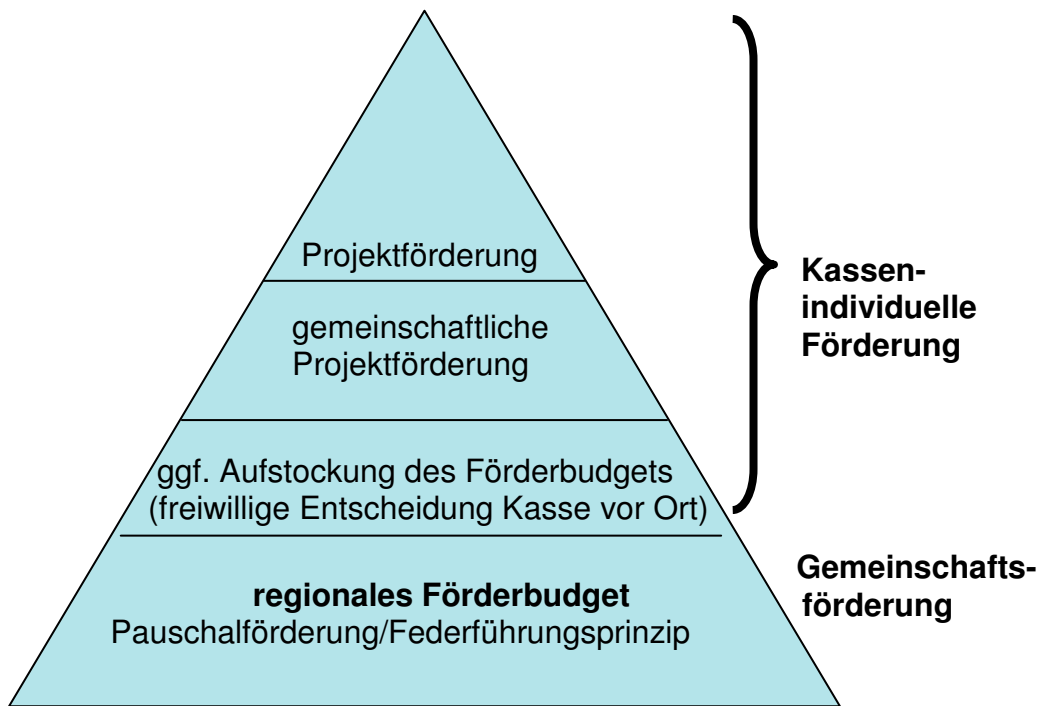 Projektförderung
gemeinschaftliche
Projektförderung
ggf. Aufstockung des Förderbudgets
(freiwillige Entscheidung Kasse vor Ort)
regionales Förderbudget
Pauschalförderung/Federführungsprinzip
Kassen-
individuelle
Förderung
Gemeinschafts-
förderung